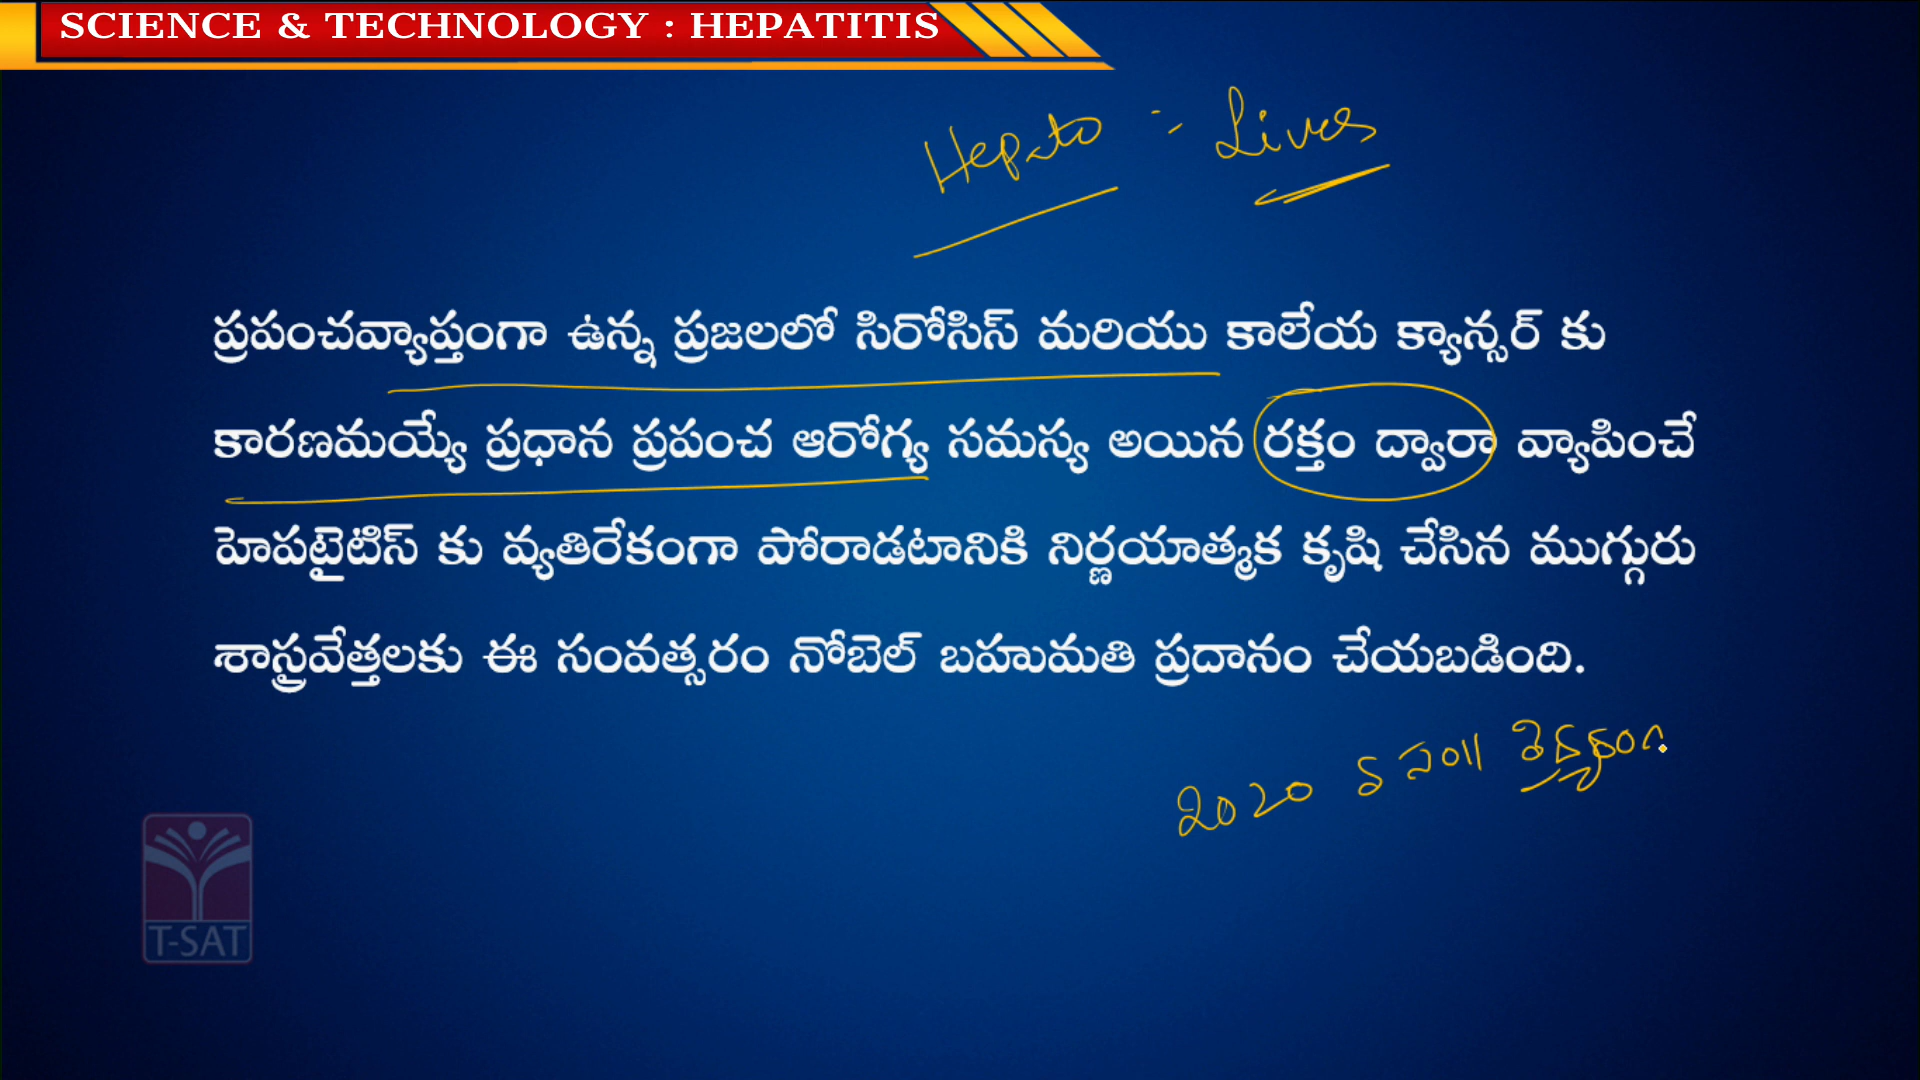 SCIENCE & TECHNOLOGY : HEPATITIS
Hepato :- Liver
ప్రపంచవ్యాప్తంగా ఉన్న ప్రజలలో సిరోసిస్ మరియు కాలేయ క్యాన్సర్ కు
కారణమయ్యే ప్రధాన ప్రపంచ ఆరోగ్య సమస్య అయిన రక్తం ద్వారా వ్యాపించే
హెపటైటిస్ కు వ్యతిరేకంగా పోరాడటానికి నిర్ణయాత్మక కృషి చేసిన ముగ్గురు
శాస్త్రవేత్తలకు ఈ సంవత్సరం నోబెల్ బహుమతి ప్రదానం చేయబడింది.
2020
T-SAT